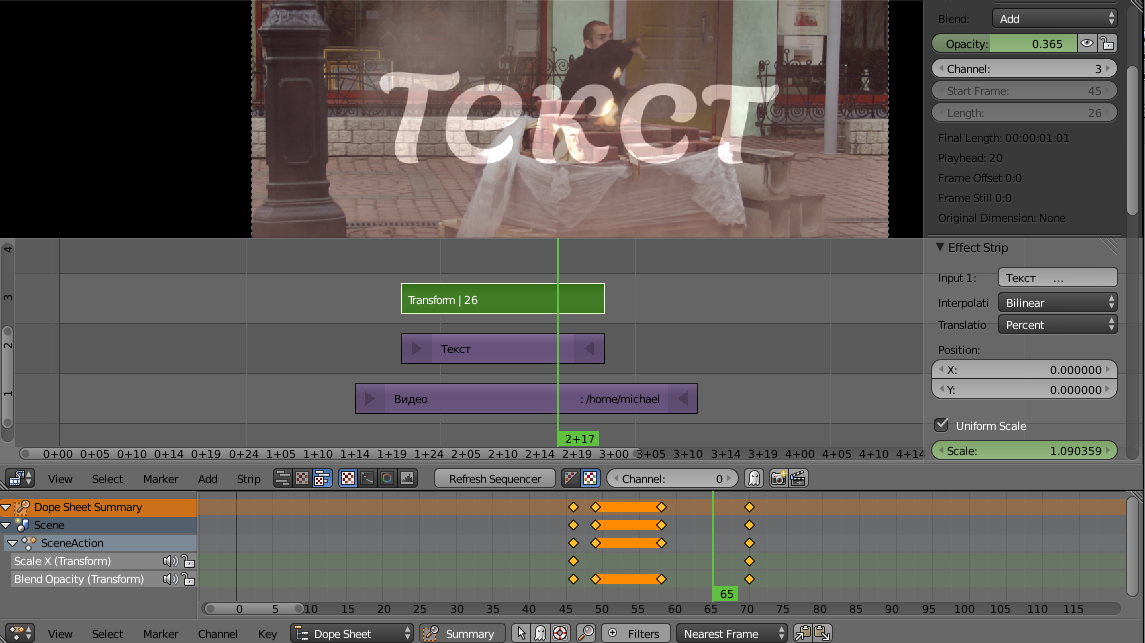 Текст
Blend: Add
Opacity: 0.365
Channel: 3
Start Frame: 45
Length: 26
Final Length: 00:00:01:01
Playhead: 20
Frame Offset 0:0
Frame Still 0:0
Original Dimension: None
Effect Strip
Input 1: Текст ...
Interpolati Bilinear
Translatio Percent
Position:
X: 0.000000
Y: 0.000000
Uniform Scale
Scale: 1.090359
4
3
Transform | 26
2
Текст
1
Видео : /home/michael
2+17
0+00 0+05 0+10 0+14 0+19 0+24 1+05 1+10 1+14 1+19 1+24 2+05 2+10 2+14 2+19 3+00 3+05 3+10 3+14 3+19 4+00 4+05 4+10 4+14
View Select Marker Add Strip Refresh Sequencer Channel: 0
Dope Sheet Summary
Scene
SceneAction
Scale X (Transform)
Blend Opacity (Transform)
65
0 5 10 15 20 25 30 35 40 45 50 55 60 65 70 75 80 85 90 95 100 105 110 115
View Select Marker Channel Key Dope Sheet Summary Filters Nearest Frame